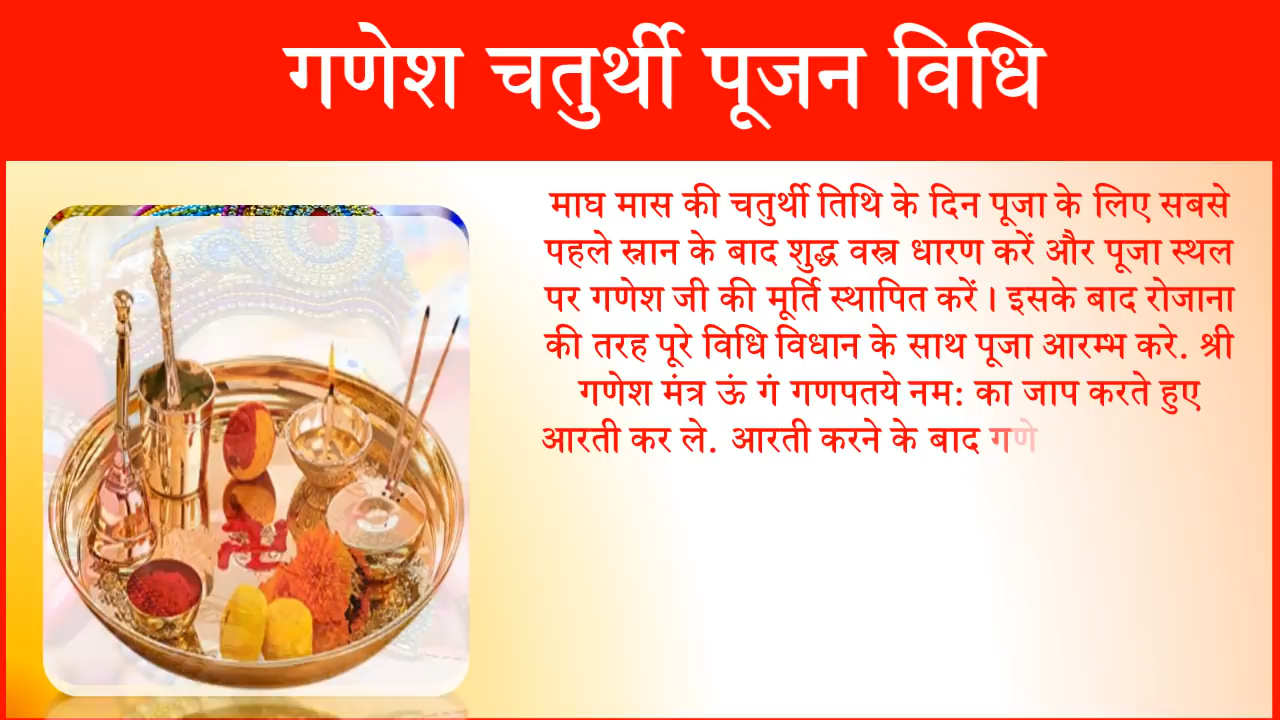 गणेश चतुर्थी पूजन विधि
माघ मास की चतुर्थी तिथि के दिन पूजा के लिए सबसे
पहले स्नान के बाद शुद्ध वस्त्र धारण करें और पूजा स्थल
पर गणेश जी की मूर्ति स्थापित करें। इसके बाद रोजाना
की तरह पूरे विधि विधान के साथ पूजा आरम्भ करे. श्री
गणेश मंत्र ऊं गं गणपतये नम: का जाप करते हुए
आरती कर ले. आरती करने के बाद गणे